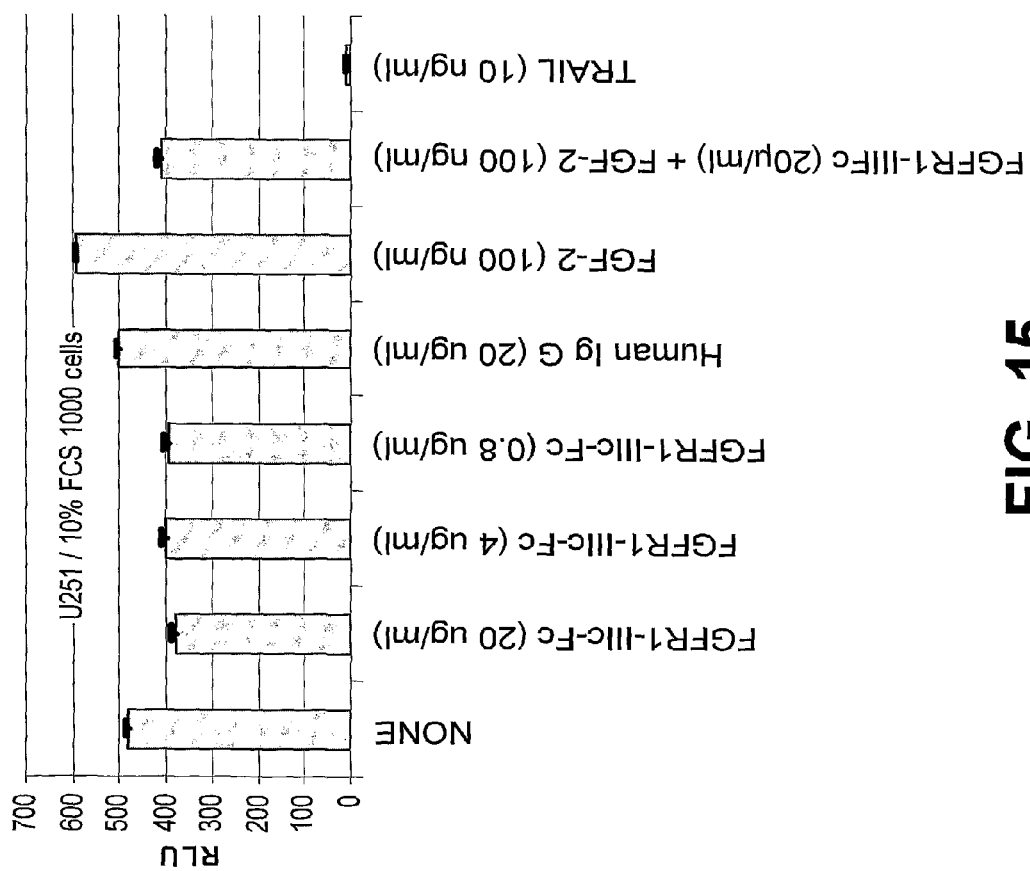 U251 / 10% FCS 1000 cells
RLU
700
600
500
400
300
200
100
0
NONE
FGFR1-IIIc-Fc (20 ug/ml)
FGFR1-IIIc-Fc (4 ug/ml)
FGFR1-IIIc-Fc (0.8 ug/ml)
Human Ig G (20 ug/ml)
FGF-2 (100 ng/ml)
FGFR1-IIIFc (20µ/ml) + FGF-2 (100 ng/ml)
TRAIL (10 ng/ml)
FIG. 15